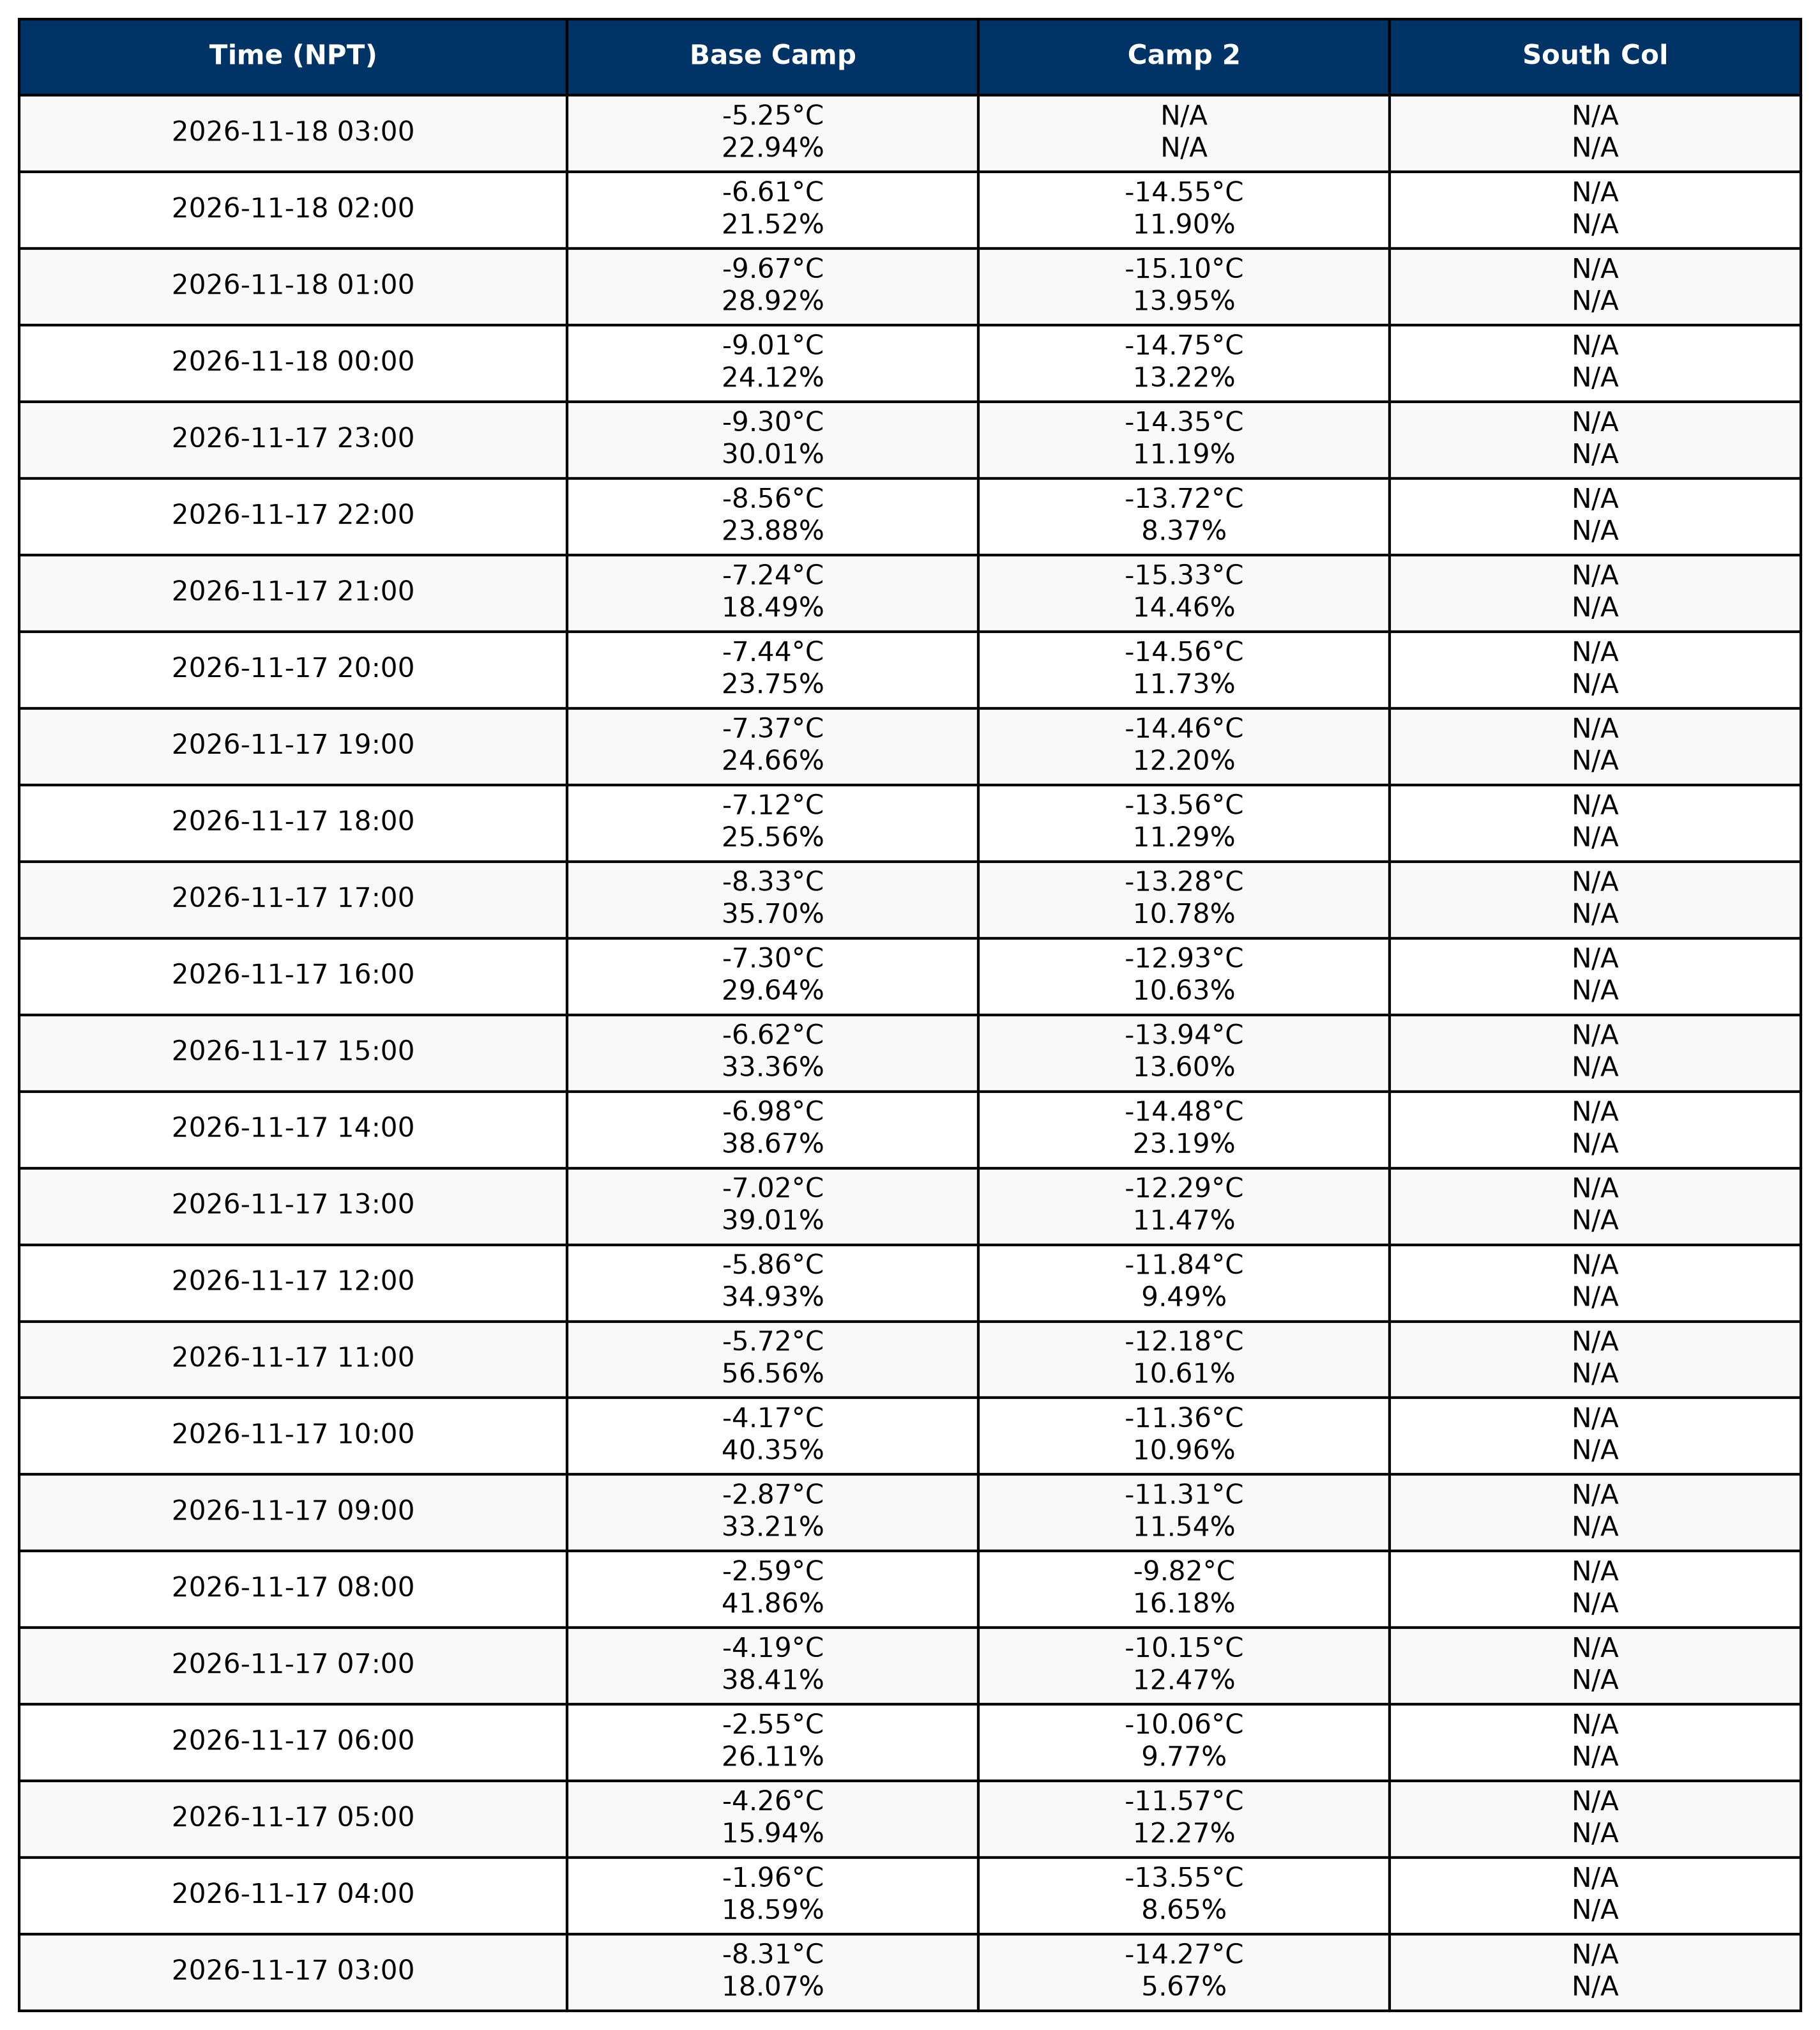 Time (NPT) Base Camp Camp 2 South Col
2026-11-18 03:00 -5.25°C N/A N/A
22.94% N/A N/A
2026-11-18 02:00 -6.61°C -14.55°C N/A
21.52% 11.90% N/A
2026-11-18 01:00 -9.67°C -15.10°C N/A
28.92% 13.95% N/A
2026-11-18 00:00 -9.01°C -14.75°C N/A
24.12% 13.22% N/A
2026-11-17 23:00 -9.30°C -14.35°C N/A
30.01% 11.19% N/A
2026-11-17 22:00 -8.56°C -13.72°C N/A
23.88% 8.37% N/A
2026-11-17 21:00 -7.24°C -15.33°C N/A
18.49% 14.46% N/A
2026-11-17 20:00 -7.44°C -14.56°C N/A
23.75% 11.73% N/A
2026-11-17 19:00 -7.37°C -14.46°C N/A
24.66% 12.20% N/A
2026-11-17 18:00 -7.12°C -13.56°C N/A
25.56% 11.29% N/A
2026-11-17 17:00 -8.33°C -13.28°C N/A
35.70% 10.78% N/A
2026-11-17 16:00 -7.30°C -12.93°C N/A
29.64% 10.63% N/A
2026-11-17 15:00 -6.62°C -13.94°C N/A
33.36% 13.60% N/A
2026-11-17 14:00 -6.98°C -14.48°C N/A
38.67% 23.19% N/A
2026-11-17 13:00 -7.02°C -12.29°C N/A
39.01% 11.47% N/A
2026-11-17 12:00 -5.86°C -11.84°C N/A
34.93% 9.49% N/A
2026-11-17 11:00 -5.72°C -12.18°C N/A
56.56% 10.61% N/A
2026-11-17 10:00 -4.17°C -11.36°C N/A
40.35% 10.96% N/A
2026-11-17 09:00 -2.87°C -11.31°C N/A
33.21% 11.54% N/A
2026-11-17 08:00 -2.59°C -9.82°C N/A
41.86% 16.18% N/A
2026-11-17 07:00 -4.19°C -10.15°C N/A
38.41% 12.47% N/A
2026-11-17 06:00 -2.55°C -10.06°C N/A
26.11% 9.77% N/A
2026-11-17 05:00 -4.26°C -11.57°C N/A
15.94% 12.27% N/A
2026-11-17 04:00 -1.96°C -13.55°C N/A
18.59% 8.65% N/A
2026-11-17 03:00 -8.31°C -14.27°C N/A
18.07% 5.67% N/A